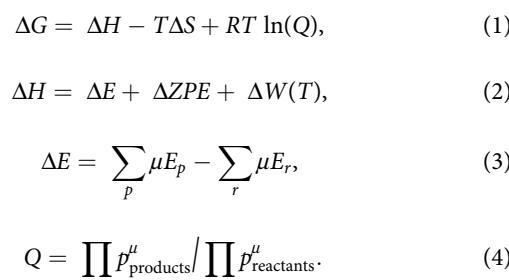 ΔG = ΔH − TΔS + RT ln(Q), (1)
ΔH = ΔE + ΔZPE + ΔW(T), (2)
ΔE = ∑_p μE_p − ∑_r μE_r, (3)
Q = ∏ p^μ_products / ∏ p^μ_reactants. (4)